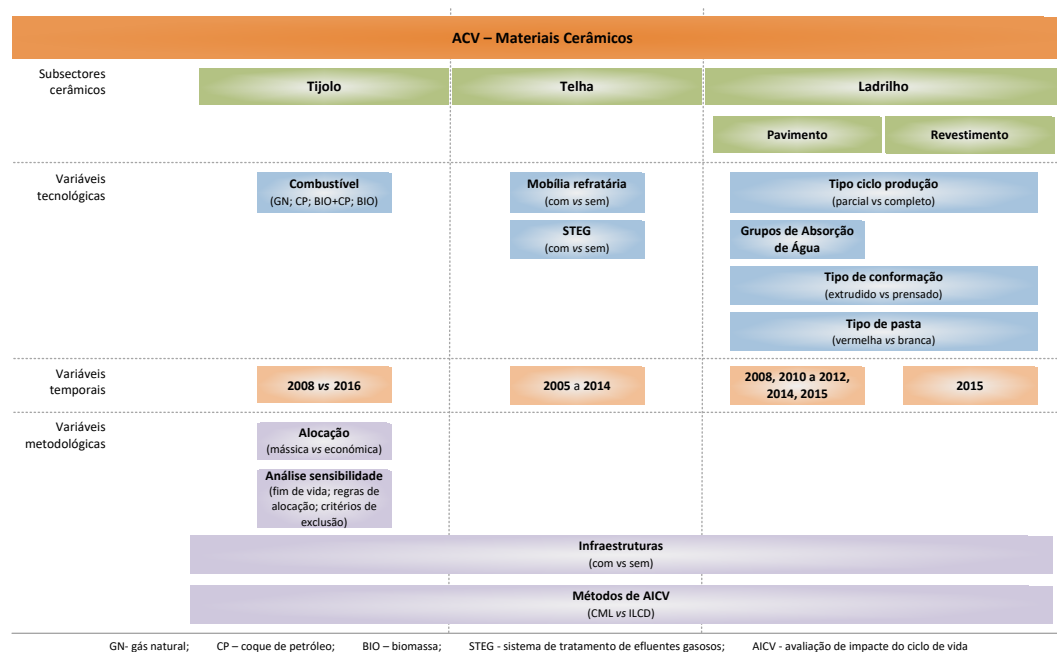 ACV – Materiais Cerâmicos
Subsectores
cerâmicos
Tijolo
Telha
Ladrilho
Pavimento
Revestimento
Variáveis
tecnológicas
Combustível
(GN; CP; BIO+CP; BIO)
Mobília refratária
(com vs sem)
Tipo ciclo produção
(parcial vs completo)
STEG
(com vs sem)
Grupos de Absorção
de Água
Tipo de conformação
(extrudido vs prensado)
Tipo de pasta
(vermelha vs branca)
Variáveis
temporais
2008 vs 2016
2005 a 2014
2008, 2010 a 2012,
2014, 2015
2015
Variáveis
metodológicas
Alocação
(mássica vs económica)
Análise sensibilidade
(fim de vida; regras de
alocação; critérios de
exclusão)
Infraestruturas
(com vs sem)
Métodos de AICV
(CML vs ILCD)
GN- gás natural; CP – coque de petróleo; BIO – biomassa; STEG - sistema de tratamento de efluentes gasosos; AICV - avaliação de impacte do ciclo de vida